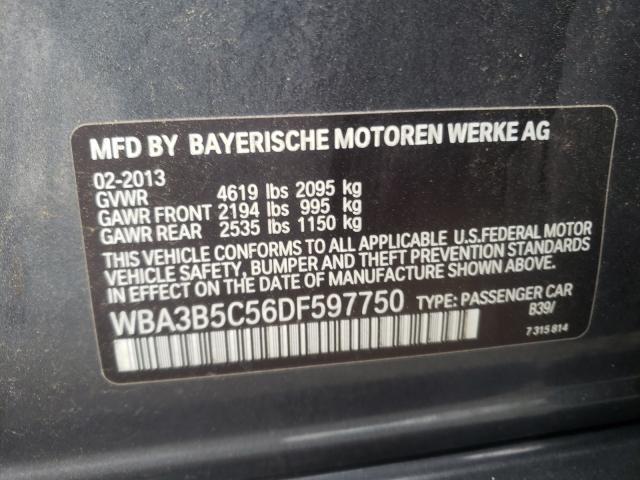 MFD BY BAYERISCHE MOTOREN WERKE AG
02-2013
GVWR 4619 lbs 2095 kg
GAWR FRONT 2194 lbs 995 kg
GAWR REAR 2535 lbs 1150 kg
THIS VEHICLE CONFORMS TO ALL APPLICABLE U.S.FEDERAL MOTOR
VEHICLE SAFETY, BUMPER, AND THEFT PREVENTION STANDARDS
IN EFFECT ON THE DATE OF MANUFACTURE SHOWN ABOVE.
WBA3B5C56DF597750 TYPE: PASSENGER CAR
B39/
7 315 814